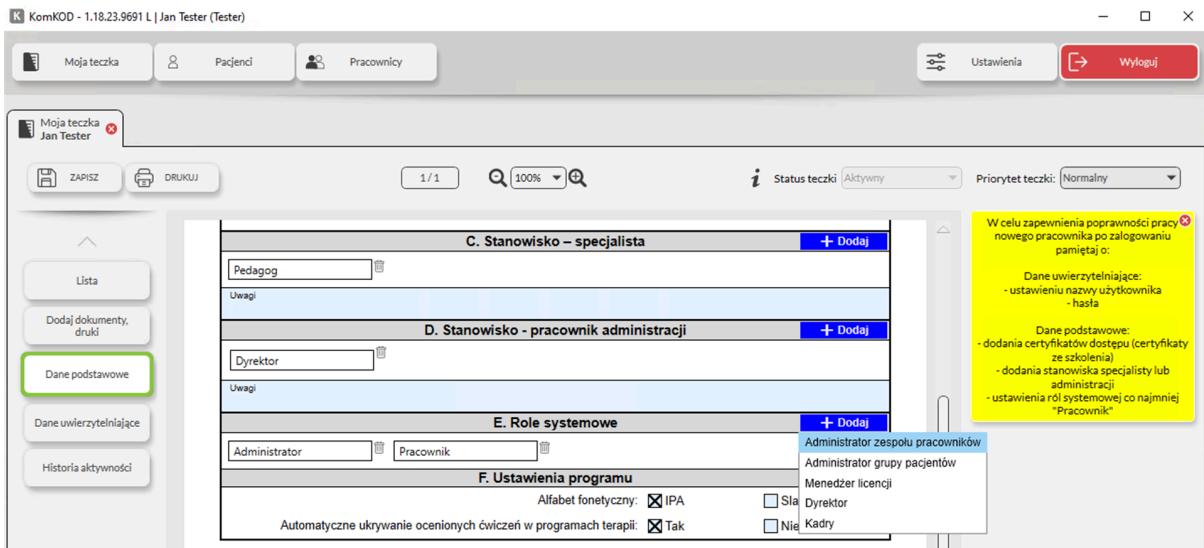 KomKOD - 1.18.23.9691 L | Jan Tester (Tester)
Moja teczka
Pacjenci
Pracownicy
Ustawienia
Wyloguj
Moja teczka
Jan Tester
ZAPISZ
DRUKUJ
1/1
100%
Status teczki Aktywny
Priorytet teczki: Normalny
Lista
Dodaj dokumenty,
druki
Dane podstawowe
Dane uwierzytelniające
Historia aktywności
C. Stanowisko – specjalista
+ Dodaj
Pedagog
Uwagi
D. Stanowisko - pracownik administracji
+ Dodaj
Dyrektor
Uwagi
E. Role systemowe
+ Dodaj
Administrator
Pracownik
F. Ustawienia programu
Alfabet fonetyczny: IPA
Automatyczne ukrywanie ocenionych ćwiczeń w programach terapii: Tak
Nie
Administrator zespołu pracowników
Administrator grupy pacjentów
Menedżer licencji
Dyrektor
Kadry
W celu zapewnienia poprawności pracy
nowego pracownika po zalogowaniu
pamiętaj o:
Dane uwierzytelniające:
- ustawieniu nazwy użytkownika
- hasła
Dane podstawowe:
- dodania certyfikatów dostępu (certyfikaty
ze szkolenia)
- dodania stanowiska specjalisty lub
administracji
- ustawienia ról systemowej co najmniej
"Pracownik"